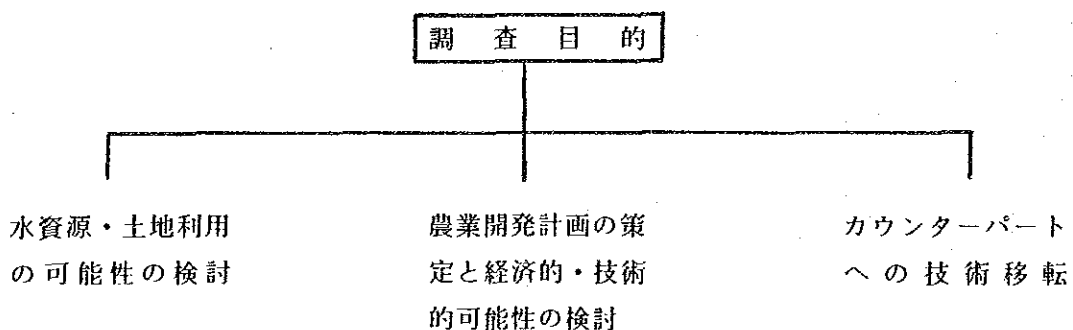 調査目的
水資源・土地利用
の可能性の検討
農業開発計画の策
定と経済的・技術
的可能性の検討
カウンターパート
への技術移転